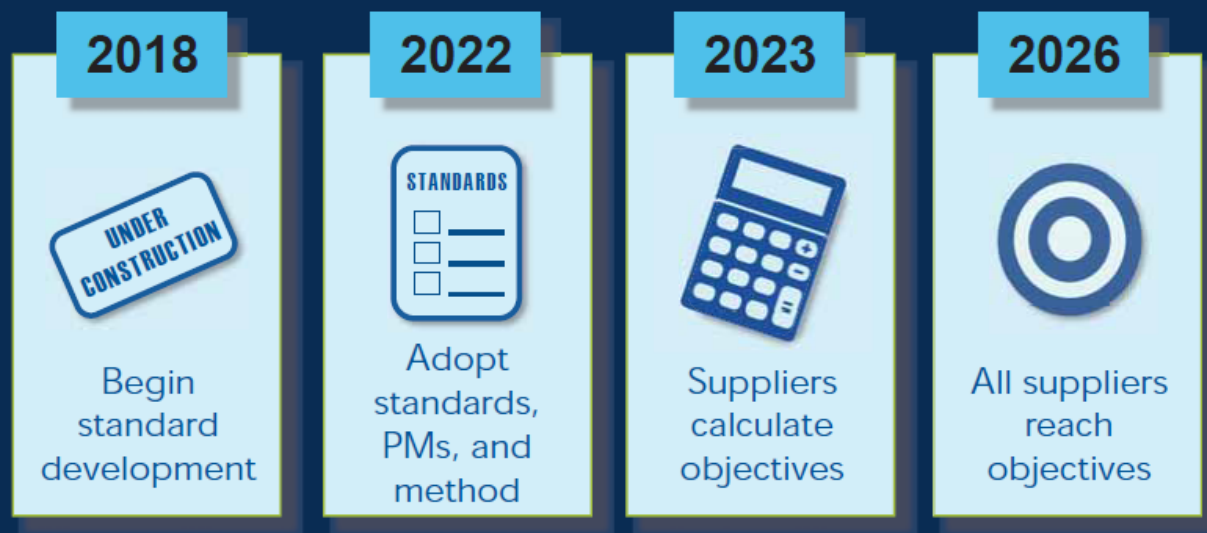 2018
UNDER
CONSTRUCTION
Begin
standard
development
2022
STANDARDS
Adopt
standards,
PMs, and
method
2023
Suppliers
calculate
objectives
2026
All suppliers
reach
objectives